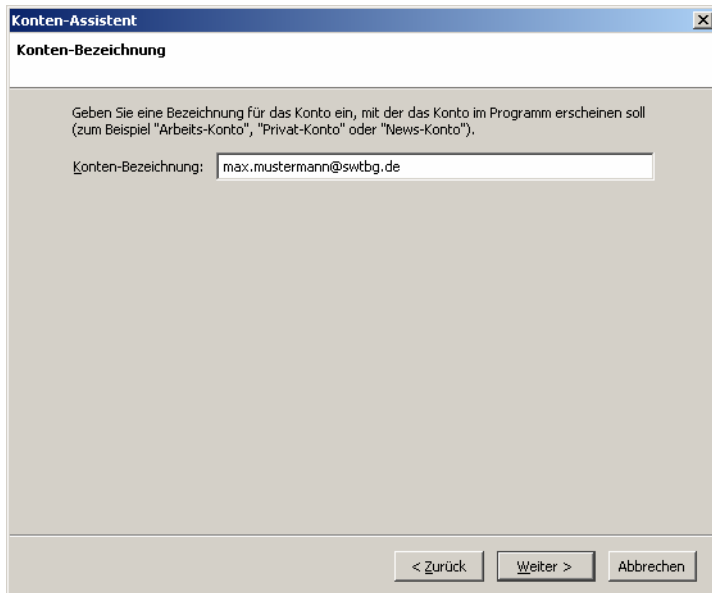 Konten-Assistent
Konten-Bezeichnung
Geben Sie eine Bezeichnung für das Konto ein, mit der das Konto im Programm erscheinen soll
(zum Beispiel "Arbeits-Konto", "Privat-Konto" oder "News-Konto").
Konten-Bezeichnung: max.mustermann@swtbg.de
< Zurück Weiter > Abbrechen